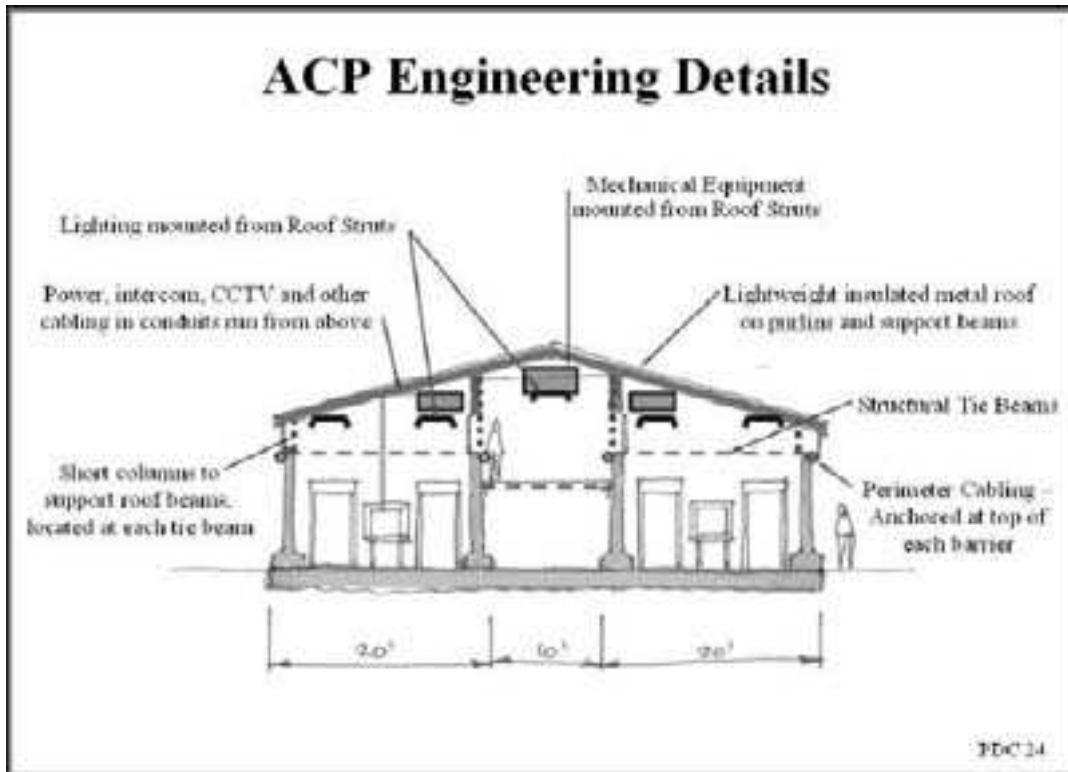 ACP Engineering Details
Mechanical Equipment
mounted from Roof Struts
Lighting mounted from Roof Struts
Power, intercom, CCTV and other
cabling in conduits run from above
Lightweight insulated metal roof
on purlins and support beams
Structural Tie Beams
Short columns to
support roof beams,
located at each tie beam
Perimeter Cabling –
Anchored at top of
each barrier
20'
10'
20'
PDC 24